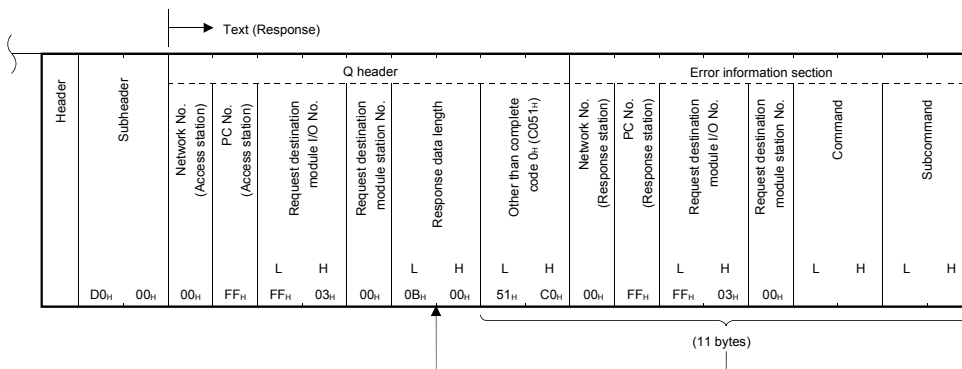 Text (Response)
Q header
Error information section
Header
Subheader
Network No.
(Access station)
PC No.
(Access station)
Request destination
module I/O No.
Request destination
module station No.
Response data length
Other than complete
code 0H (C051H)
Network No.
(Response station)
PC No.
(Response station)
Request destination
module I/O No.
Request destination
module station No.
Command
Subcommand
L H L H L H L H L H L H
D0H 00H 00H FFH FFH 03H 00H 0BH 00H 51H C0H 00H FFH FFH 03H 00H
(11 bytes)